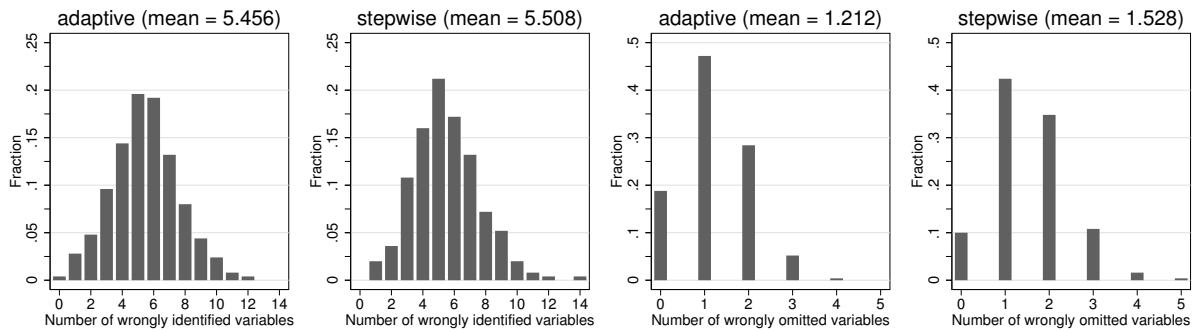 adaptive (mean = 5.456)
Fraction
.25
.2
.15
.1
.05
0
0 2 4 6 8 10 12 14
Number of wrongly identified variables
stepwise (mean = 5.508)
Fraction
.25
.2
.15
.1
.05
0
0 2 4 6 8 10 12 14
Number of wrongly identified variables
adaptive (mean = 1.212)
Fraction
.5
.4
.3
.2
.1
0
0 1 2 3 4 5
Number of wrongly omitted variables
stepwise (mean = 1.528)
Fraction
.5
.4
.3
.2
.1
0
0 1 2 3 4 5
Number of wrongly omitted variables